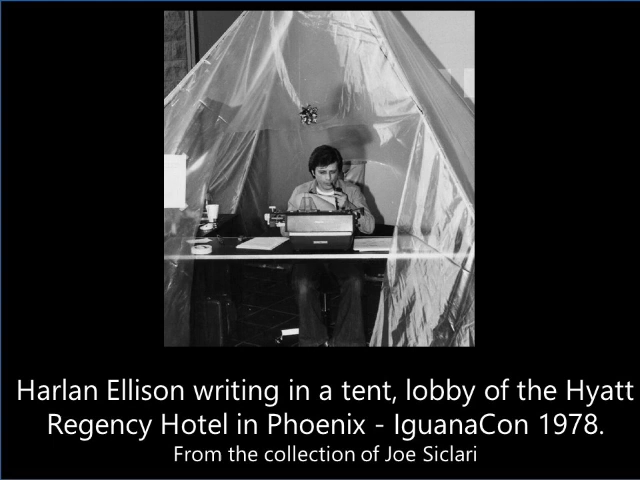 Harlan Ellison writing in a tent, lobby of the Hyatt
Regency Hotel in Phoenix - IguanaCon 1978.
From the collection of Joe Siclari